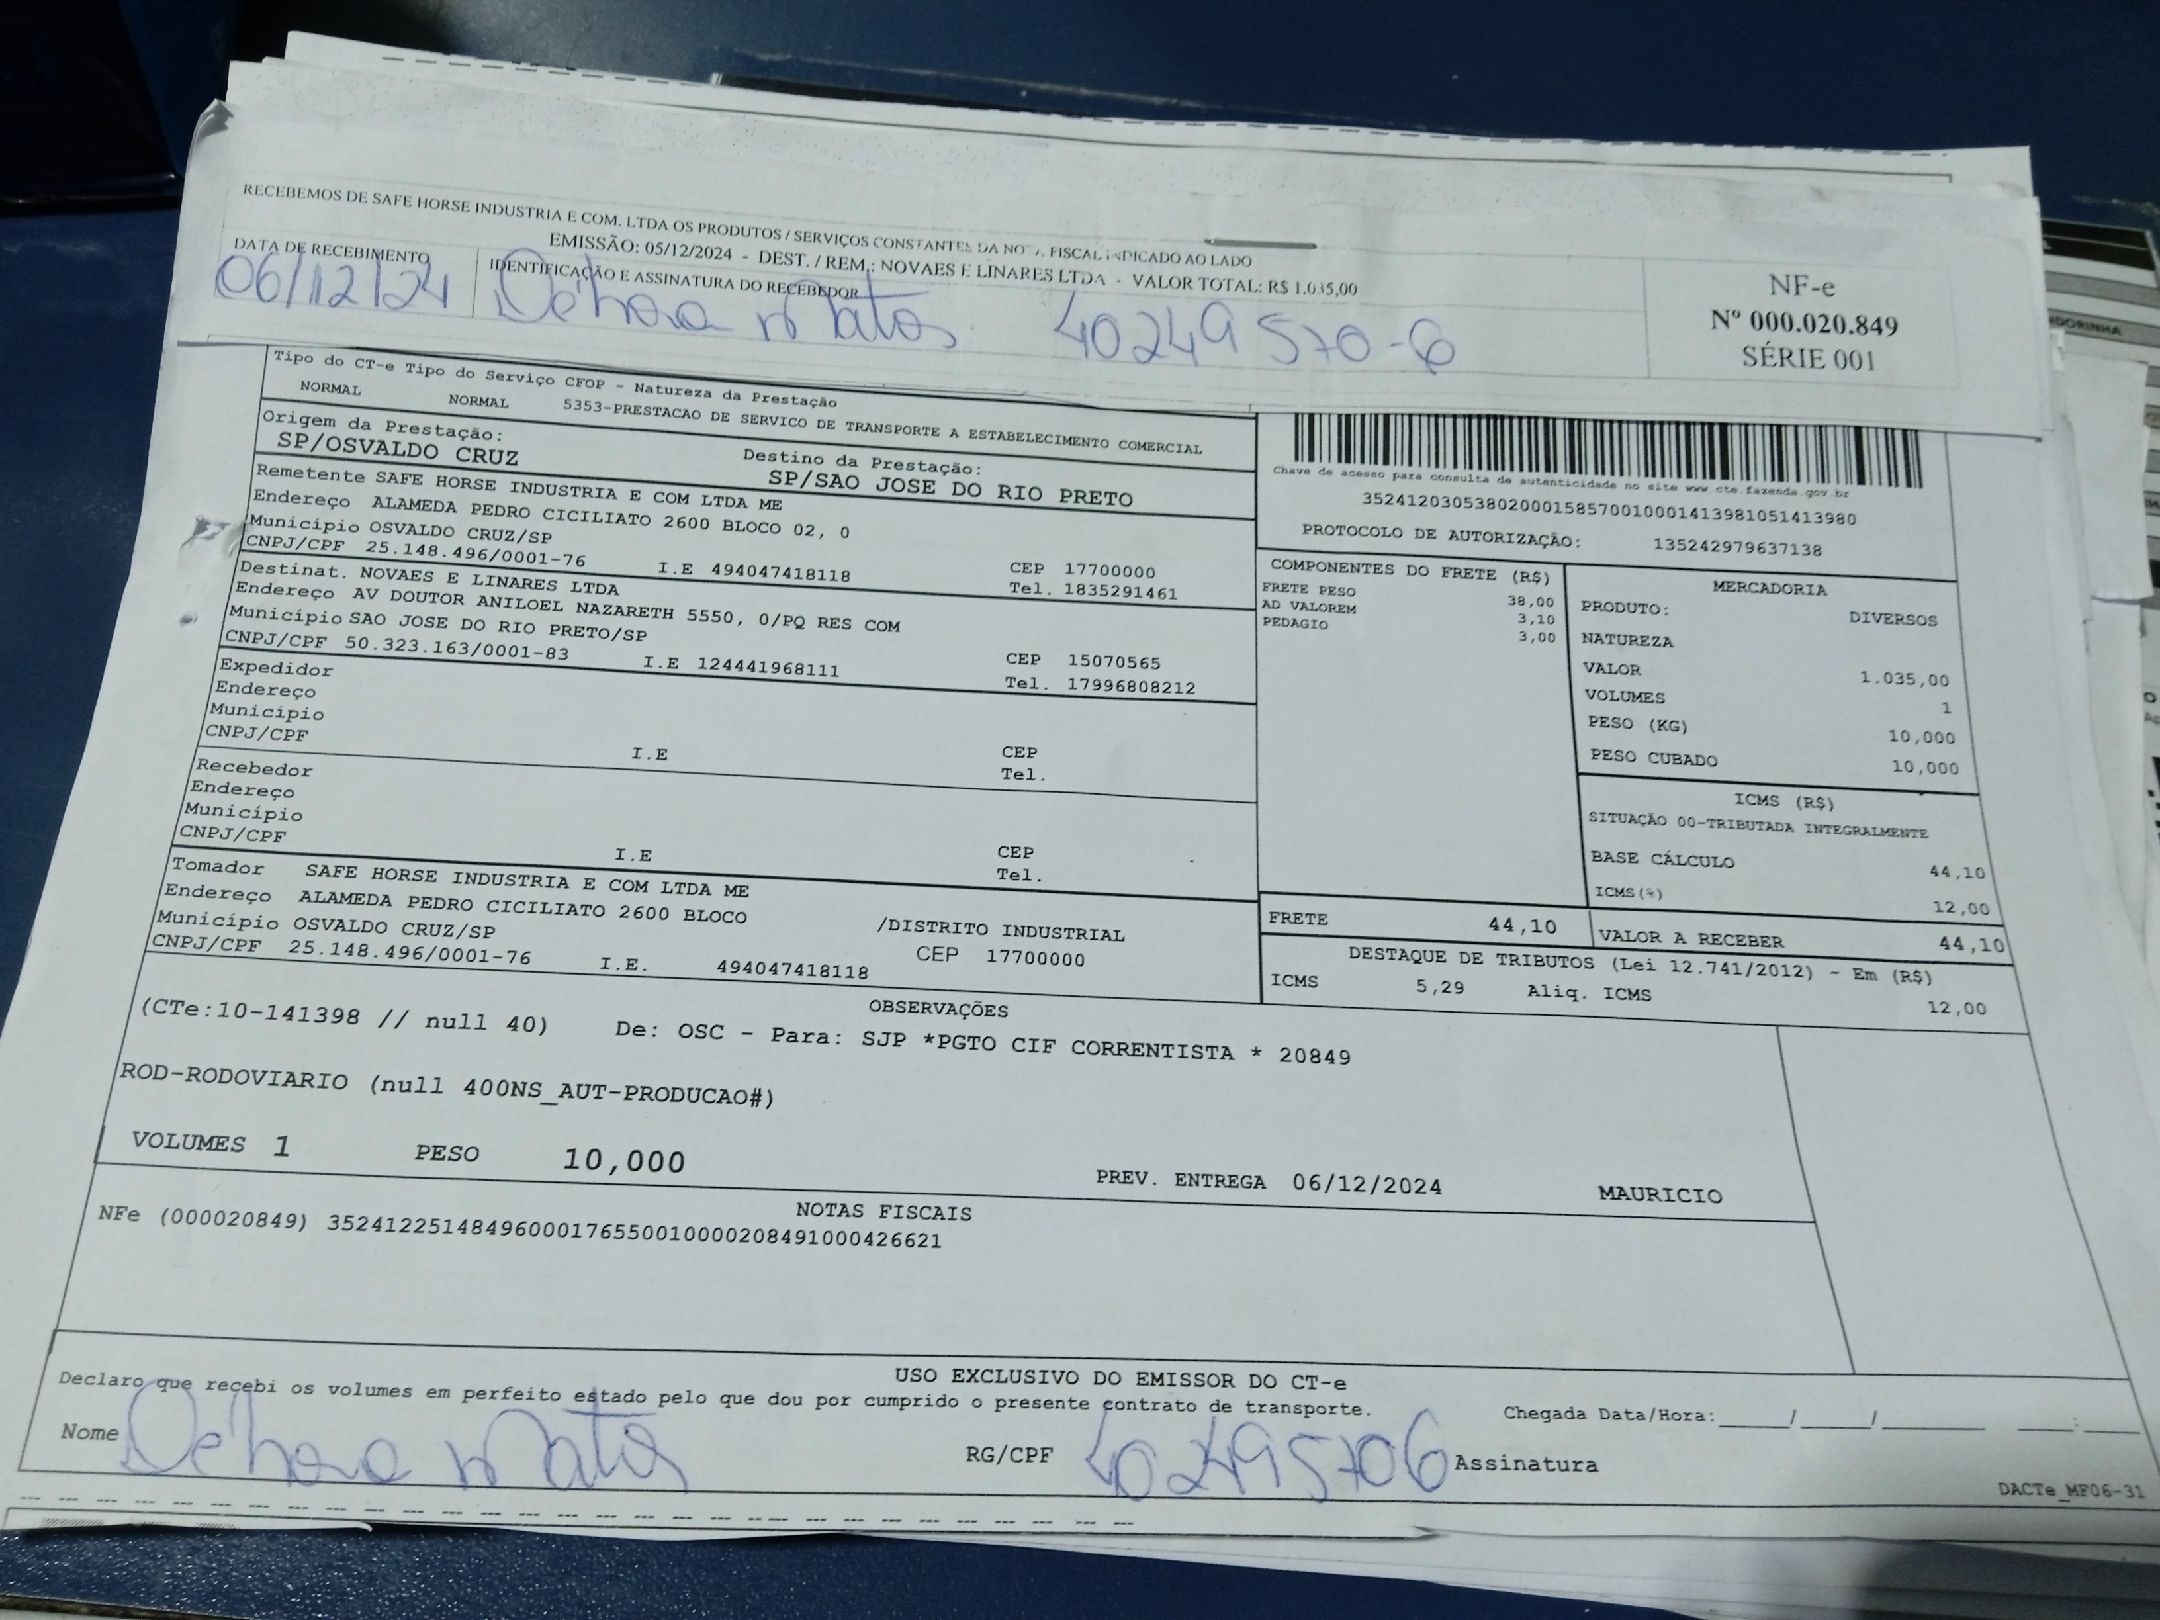 RECEBEMOS DE SAFE HORSE INDUSTRIA E COM. LTDA OS PRODUTOS / SERVIÇOS CONSTANTES DA NOTA FISCAL INDICADO AO LADO
EMISSÃO: 05/12/2024 - DEST. / REM.: NOVAES E LINARES LTDA - VALOR TOTAL: R$ 1.035,00
DATA DE RECEBIMENTO IDENTIFICAÇÃO E ASSINATURA DO RECEBEDOR
06/12/24 Débora Matos 40249570-6
NF-e
Nº 000.020.849
SÉRIE 001
Tipo do CT-e Tipo do Serviço CFOP - Natureza da Prestação
NORMAL NORMAL 5353-PRESTACAO DE SERVICO DE TRANSPORTE A ESTABELECIMENTO COMERCIAL
Origem da Prestação: Destino da Prestação:
SP/OSVALDO CRUZ SP/SAO JOSE DO RIO PRETO
Remetente SAFE HORSE INDUSTRIA E COM LTDA ME
Endereço ALAMEDA PEDRO CICILIATO 2600 BLOCO 02, 0
Município OSVALDO CRUZ/SP CEP 17700000
CNPJ/CPF 25.148.496/0001-76 I.E 494047418118 Tel. 1835291461
Destinat. NOVAES E LINARES LTDA
Endereço AV DOUTOR ANILOEL NAZARETH 5550, 0/PQ RES COM
Município SAO JOSE DO RIO PRETO/SP CEP 15070565
CNPJ/CPF 50.323.163/0001-83 I.E 124441968111 Tel. 17996808212
Expedidor
Endereço
Município CEP
CNPJ/CPF I.E Tel.
Recebedor
Endereço
Município CEP
CNPJ/CPF I.E Tel.
Tomador SAFE HORSE INDUSTRIA E COM LTDA ME
Endereço ALAMEDA PEDRO CICILIATO 2600 BLOCO /DISTRITO INDUSTRIAL
Município OSVALDO CRUZ/SP CEP 17700000
CNPJ/CPF 25.148.496/0001-76 I.E. 494047418118
Chave de acesso para consulta de autenticidade no site www cte.fazenda.gov.br
35241203053802000158570010001413981051413980
PROTOCOLO DE AUTORIZAÇÃO: 135242979637138
COMPONENTES DO FRETE (R$)
FRETE PESO 38,00
AD VALOREM 3,10
PEDAGIO 3,00
MERCADORIA
PRODUTO: DIVERSOS
NATUREZA
VALOR 1.035,00
VOLUMES 1
PESO (KG) 10,000
PESO CUBADO 10,000
ICMS (R$)
SITUAÇÃO 00-TRIBUTADA INTEGRALMENTE
BASE CÁLCULO 44,10
ICMS(%) 12,00
FRETE 44,10 VALOR A RECEBER 44,10
DESTAQUE DE TRIBUTOS (Lei 12.741/2012) - Em (R$)
ICMS 5,29 Aliq. ICMS 12,00
OBSERVAÇÕES
(CTe:10-141398 // null 40) De: OSC - Para: SJP *PGTO CIF CORRENTISTA * 20849
ROD-RODOVIARIO (null 400NS_AUT-PRODUCAO#)
VOLUMES 1 PESO 10,000 PREV. ENTREGA 06/12/2024 MAURICIO
NOTAS FISCAIS
NFe (000020849) 35241225148496000176550010000208491000426621
USO EXCLUSIVO DO EMISSOR DO CT-e
Declaro que recebi os volumes em perfeito estado pelo que dou por cumprido o presente contrato de transporte. Chegada Data/Hora:_____/_____/_______ ____:____
Nome Débora Matos RG/CPF 402495706 Assinatura
DACTe_MF06-31